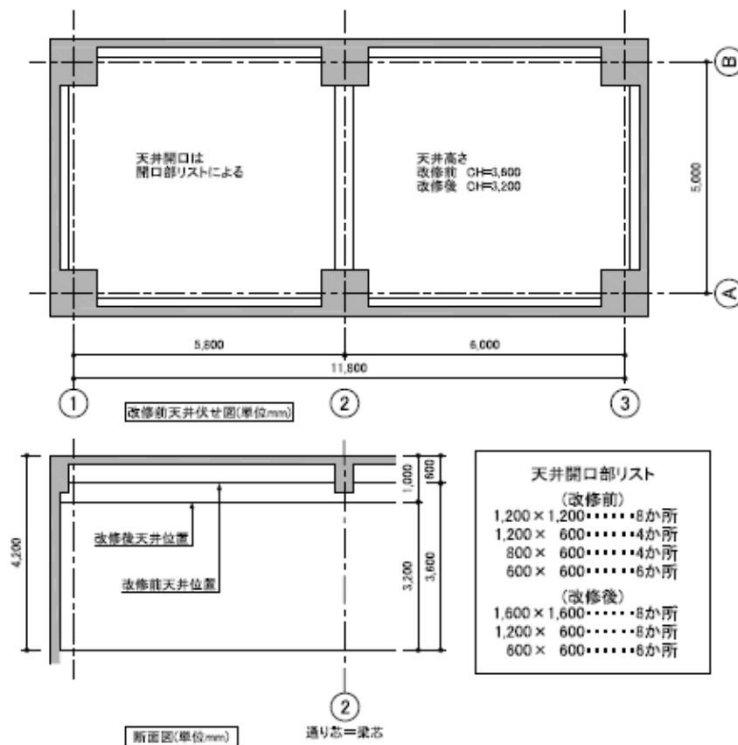 B
天井開口は
開口部リストによる
天井高さ
改修前 CH=3,600
改修後 CH=3,200
5,000
A
5,800
6,000
11,800
1
2
3
改修前天井伏せ図(単位mm)
4,200
改修後天井位置
改修前天井位置
1,000
600
3,200
3,600
2
通り芯=梁芯
断面図(単位mm)
天井開口部リスト
(改修前)
1,200×1,200‥‥‥8か所
1,200× 600‥‥‥4か所
800× 600‥‥‥4か所
600× 600‥‥‥6か所
(改修後)
1,600×1,600‥‥‥8か所
1,200× 600‥‥‥8か所
600× 600‥‥‥6か所